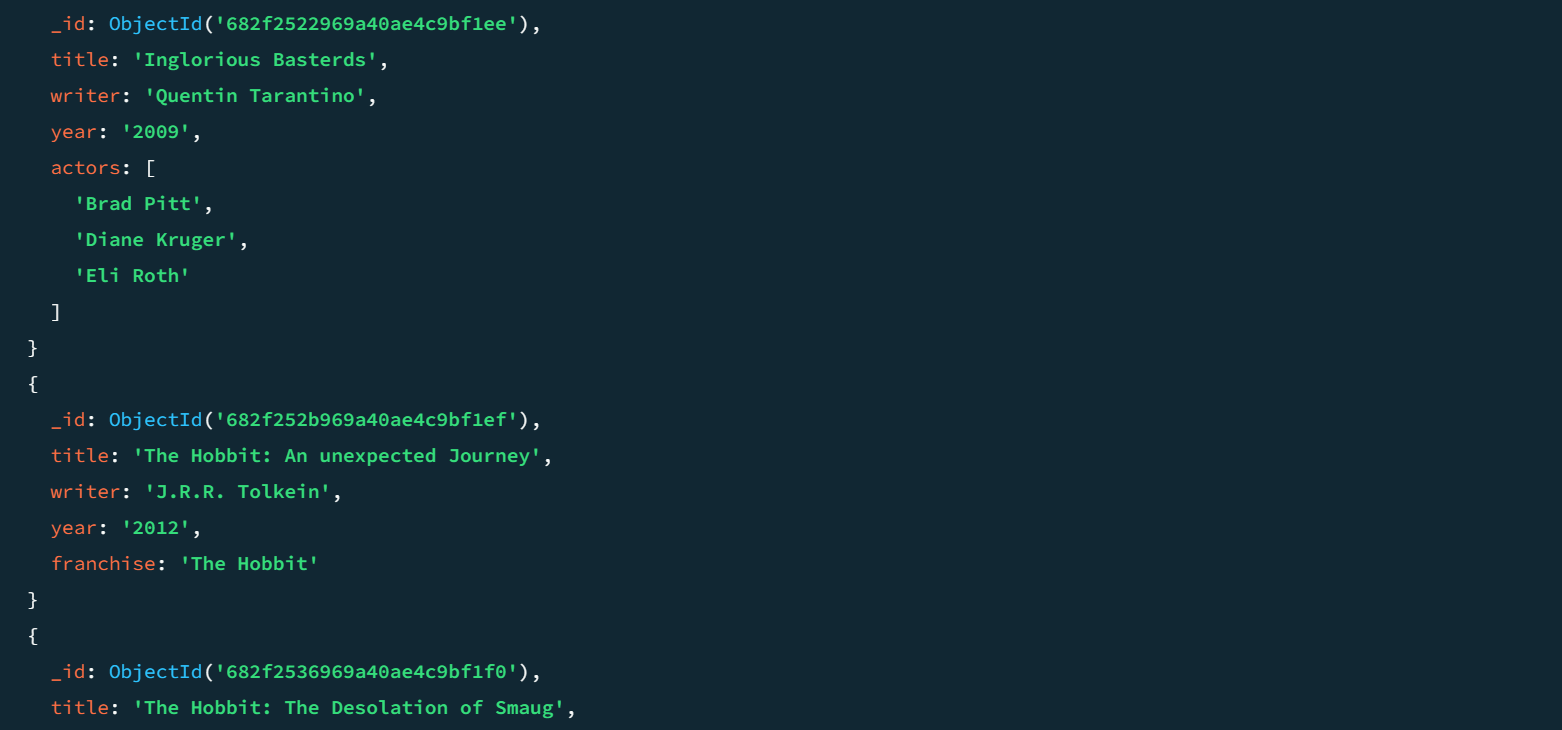 _id: ObjectId('682f2522969a40ae4c9bf1ee'),
title: 'Inglorious Basterds',
writer: 'Quentin Tarantino',
year: '2009',
actors: [
'Brad Pitt',
'Diane Kruger',
'Eli Roth'
]
}
{
_id: ObjectId('682f252b969a40ae4c9bf1ef'),
title: 'The Hobbit: An unexpected Journey',
writer: 'J.R.R. Tolkein',
year: '2012',
franchise: 'The Hobbit'
}
{
_id: ObjectId('682f2536969a40ae4c9bf1f0'),
title: 'The Hobbit: The Desolation of Smaug',